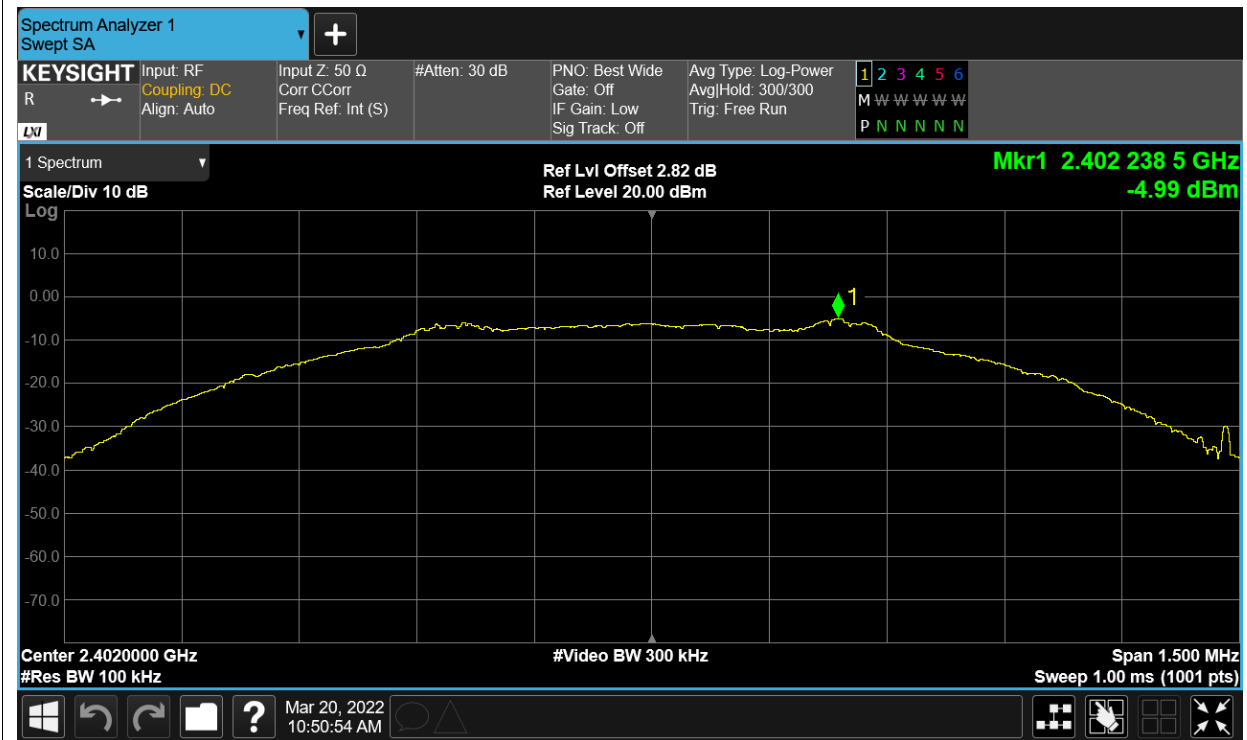 Spectrum Analyzer 1
Swept SA
KEYSIGHT
R
LXI
Input: RF
Coupling: DC
Align: Auto
Input Z: 50 Ω
Corr CCorr
Freq Ref: Int (S)
#Atten: 30 dB
PNO: Best Wide
Gate: Off
IF Gain: Low
Sig Track: Off
Avg Type: Log-Power
Avg|Hold: 300/300
Trig: Free Run
1 2 3 4 5 6
M W W W W W
P N N N N N
1 Spectrum
Scale/Div 10 dB
Ref Lvl Offset 2.82 dB
Ref Level 20.00 dBm
Mkr1 2.402 238 5 GHz
-4.99 dBm
Log
10.0
0.00
-10.0
-20.0
-30.0
-40.0
-50.0
-60.0
-70.0
1
Center 2.4020000 GHz
#Res BW 100 kHz
#Video BW 300 kHz
Span 1.500 MHz
Sweep 1.00 ms (1001 pts)
?
Mar 20, 2022
10:50:54 AM